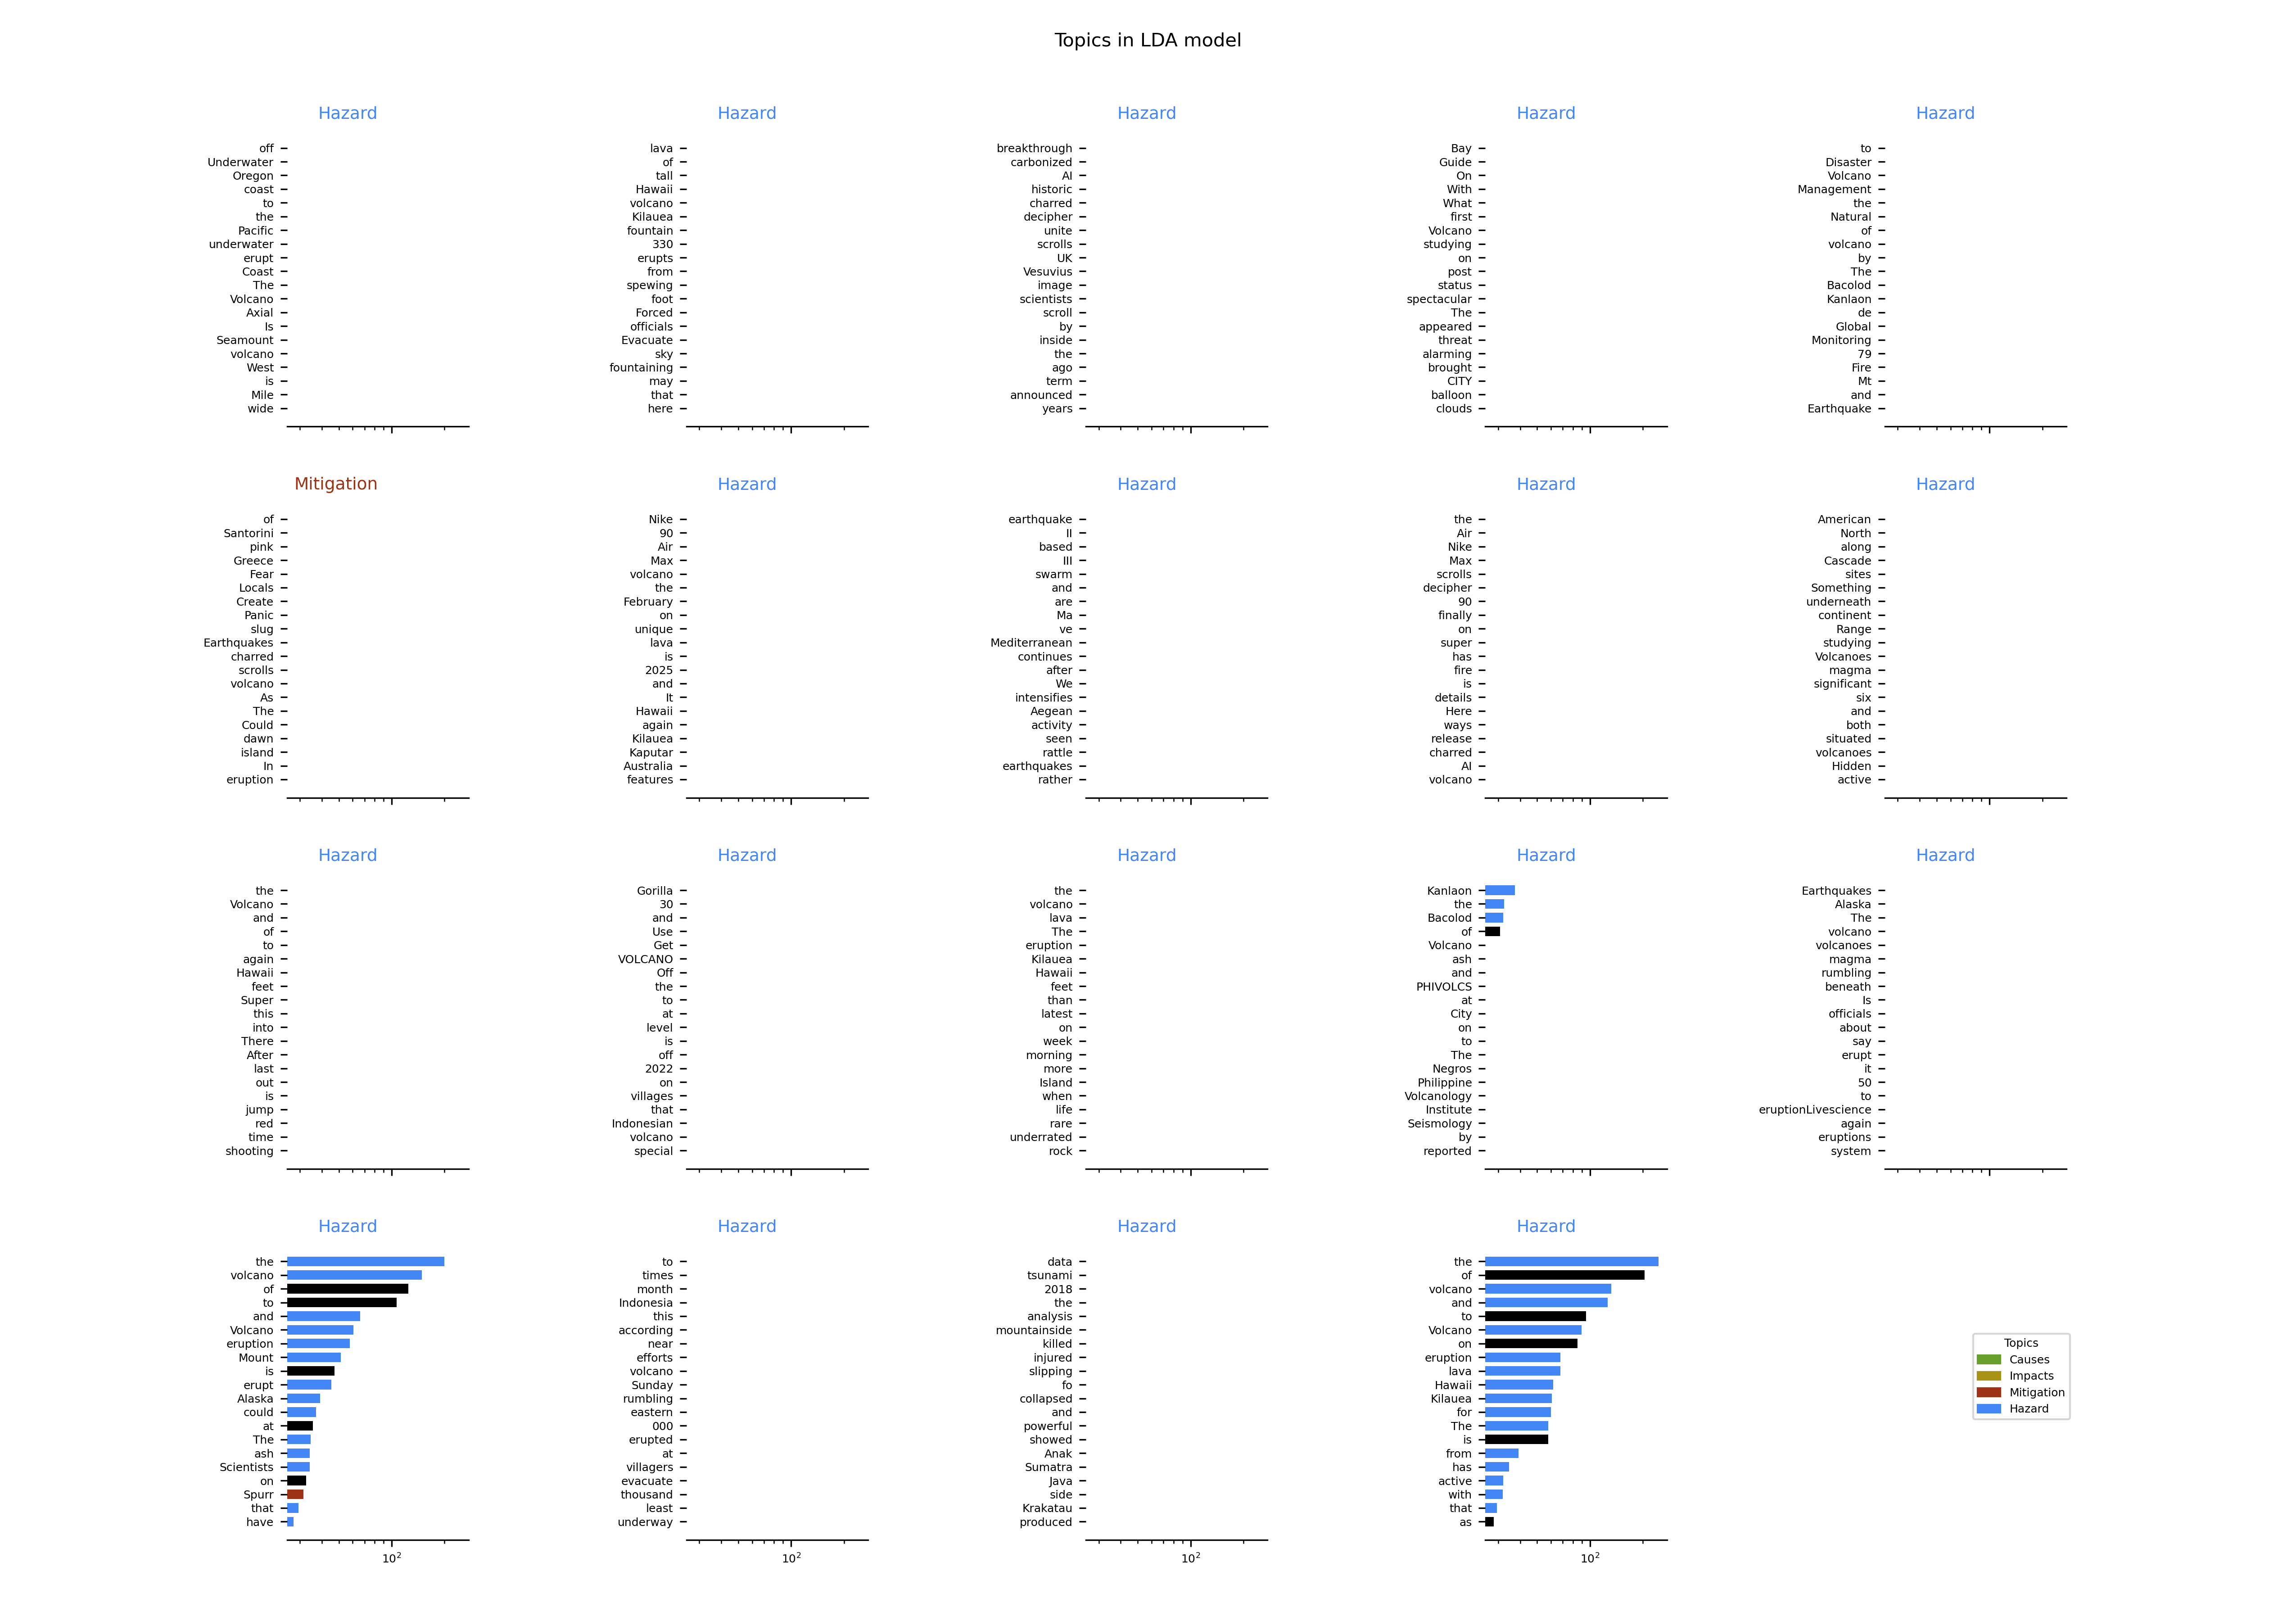 Topics in LDA model
Hazard
off
Underwater
Oregon
coast
to
the
Pacific
underwater
erupt
Coast
The
Volcano
Axial
Is
Seamount
volcano
West
is
Mile
wide
Hazard
lava
of
tall
Hawaii
volcano
Kilauea
fountain
330
erupts
from
spewing
foot
Forced
officials
Evacuate
sky
fountaining
may
that
here
Hazard
breakthrough
carbonized
AI
historic
charred
decipher
unite
scrolls
UK
Vesuvius
image
scientists
scroll
by
inside
the
ago
term
announced
years
Hazard
Bay
Guide
On
With
What
first
Volcano
studying
on
post
status
spectacular
The
appeared
threat
alarming
brought
CITY
balloon
clouds
Hazard
to
Disaster
Volcano
Management
the
Natural
of
volcano
by
The
Bacolod
Kanlaon
de
Global
Monitoring
79
Fire
Mt
and
Earthquake
Mitigation
of
Santorini
pink
Greece
Fear
Locals
Create
Panic
slug
Earthquakes
charred
scrolls
volcano
As
The
Could
dawn
island
In
eruption
Hazard
Nike
90
Air
Max
volcano
the
February
on
unique
lava
is
2025
and
It
Hawaii
again
Kilauea
Kaputar
Australia
features
Hazard
earthquake
II
based
III
swarm
and
are
Ma
ve
Mediterranean
continues
after
We
intensifies
Aegean
activity
seen
rattle
earthquakes
rather
Hazard
the
Air
Nike
Max
scrolls
decipher
90
finally
on
super
has
fire
is
details
Here
ways
release
charred
AI
volcano
Hazard
American
North
along
Cascade
sites
Something
underneath
continent
Range
studying
Volcanoes
magma
significant
six
and
both
situated
volcanoes
Hidden
active
Hazard
the
Volcano
and
of
to
again
Hawaii
feet
Super
this
into
There
After
last
out
is
jump
red
time
shooting
Hazard
Gorilla
30
and
Use
Get
VOLCANO
Off
the
to
at
level
is
off
2022
on
villages
that
Indonesian
volcano
special
Hazard
the
volcano
lava
The
eruption
Kilauea
Hawaii
feet
than
latest
on
week
morning
more
Island
when
life
rare
underrated
rock
Hazard
Kanlaon
the
Bacolod
of
Volcano
ash
and
PHIVOLCS
at
City
on
to
The
Negros
Philippine
Volcanology
Institute
Seismology
by
reported
Hazard
Earthquakes
Alaska
The
volcano
volcanoes
magma
rumbling
beneath
Is
officials
about
say
erupt
it
50
to
eruptionLivescience
again
eruptions
system
Hazard
the
volcano
of
to
and
Volcano
eruption
Mount
is
erupt
Alaska
could
at
The
ash
Scientists
on
Spurr
that
have
10²
Hazard
to
times
month
Indonesia
this
according
near
efforts
volcano
Sunday
rumbling
eastern
000
erupted
at
villagers
evacuate
thousand
least
underway
10²
Hazard
data
tsunami
2018
the
analysis
mountainside
killed
injured
slipping
fo
collapsed
and
powerful
showed
Anak
Sumatra
Java
side
Krakatau
produced
10²
Hazard
the
of
volcano
and
to
Volcano
on
eruption
lava
Hawaii
Kilauea
for
The
is
from
has
active
with
that
as
10²
Topics
Causes
Impacts
Mitigation
Hazard